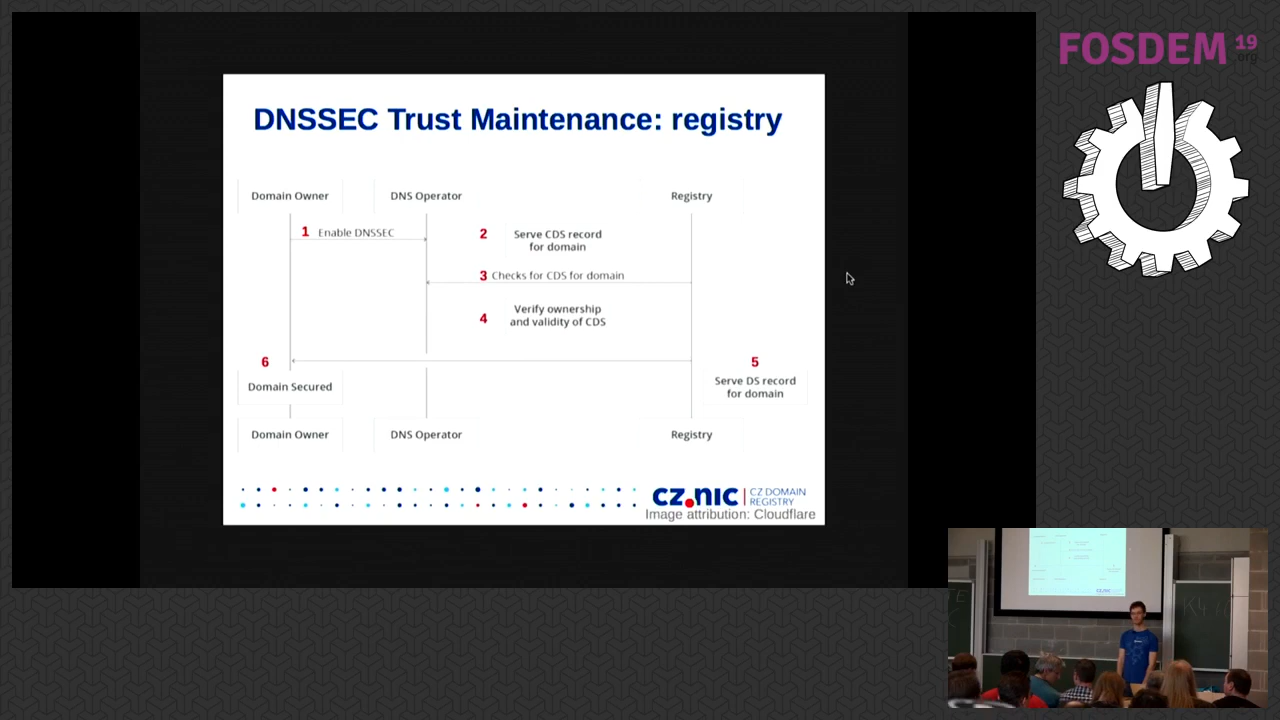 FOSDEM 19
.org
DNSSEC Trust Maintenance: registry
Domain Owner
DNS Operator
Registry
1 Enable DNSSEC
2 Serve CDS record
for domain
3 Checks for CDS for domain
4 Verify ownership
and validity of CDS
6
Domain Secured
5
Serve DS record
for domain
Domain Owner
DNS Operator
Registry
CZ.NIC | CZ DOMAIN
REGISTRY
Image attribution: Cloudflare